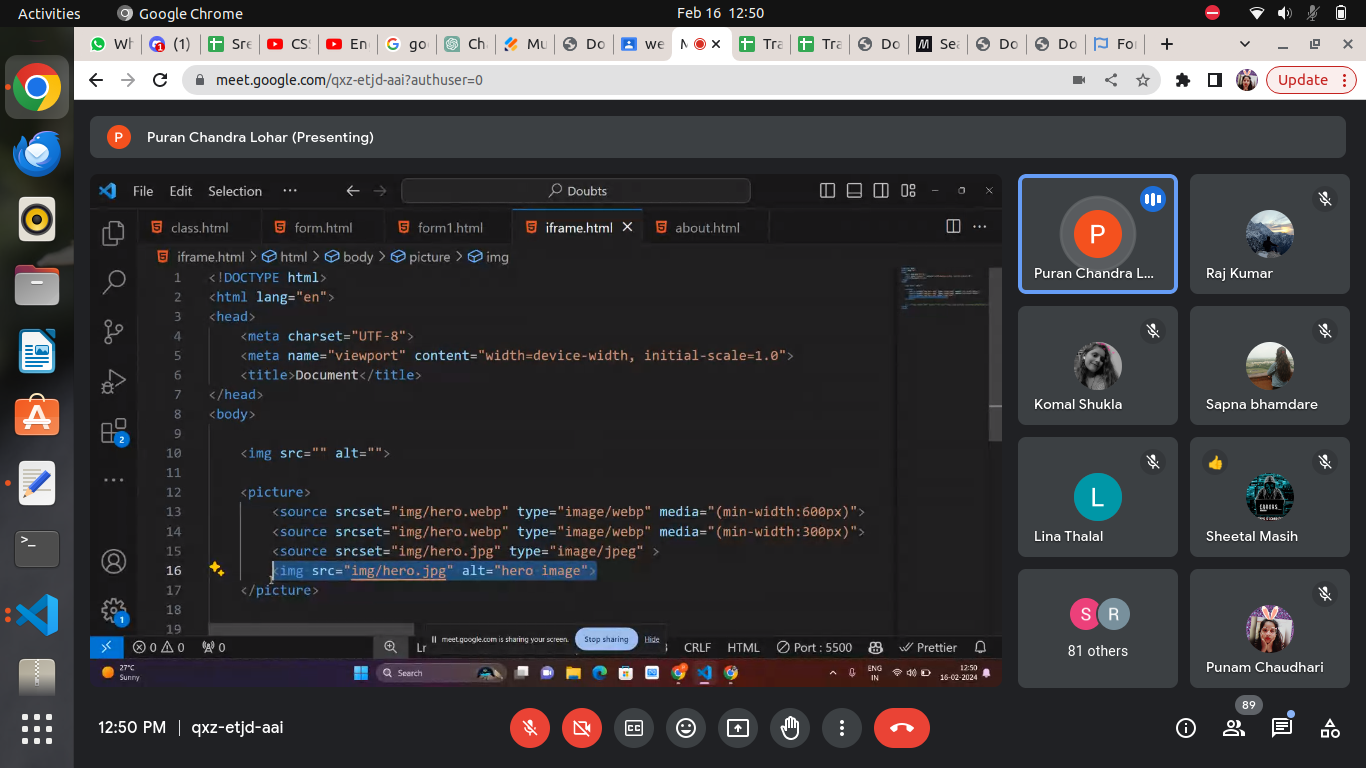 Activities
Google Chrome
Feb 16 12:50
Wh
(1)
Sre
CSS
En
goo
Ch
Mu
Do
we
M
Tra
Tra
Do
Sea
Do
Do
For
meet.google.com/qxz-etjd-aai?authuser=0
Update
P
Puran Chandra Lohar (Presenting)
File Edit Selection ...
Doubts
class.html
form.html
form1.html
iframe.html
about.html
iframe.html > html > body > picture > img
1 <!DOCTYPE html>
2 <html lang="en">
3 <head>
4 <meta charset="UTF-8">
5 <meta name="viewport" content="width=device-width, initial-scale=1.0">
6 <title>Document</title>
7 </head>
8 <body>
9
10 <img src="" alt="">
11
12 <picture>
13 <source srcset="img/hero.webp" type="image/webp" media="(min-width:600px)">
14 <source srcset="img/hero.webp" type="image/webp" media="(min-width:300px)">
15 <source srcset="img/hero.jpg" type="image/jpeg" >
16 <img src="img/hero.jpg" alt="hero image">
17 </picture>
18
19
2
1
0 0 0
meet.google.com is sharing your screen.
Stop sharing
Hide
CRLF
HTML
Port : 5500
Prettier
27°C
Sunny
Search
ENG
IN
12:50
16-02-2024
P
Puran Chandra L...
Raj Kumar
Komal Shukla
Sapna bhamdare
L
Lina Thalal
Sheetal Masih
S
R
81 others
Punam Chaudhari
12:50 PM | qxz-etjd-aai
89